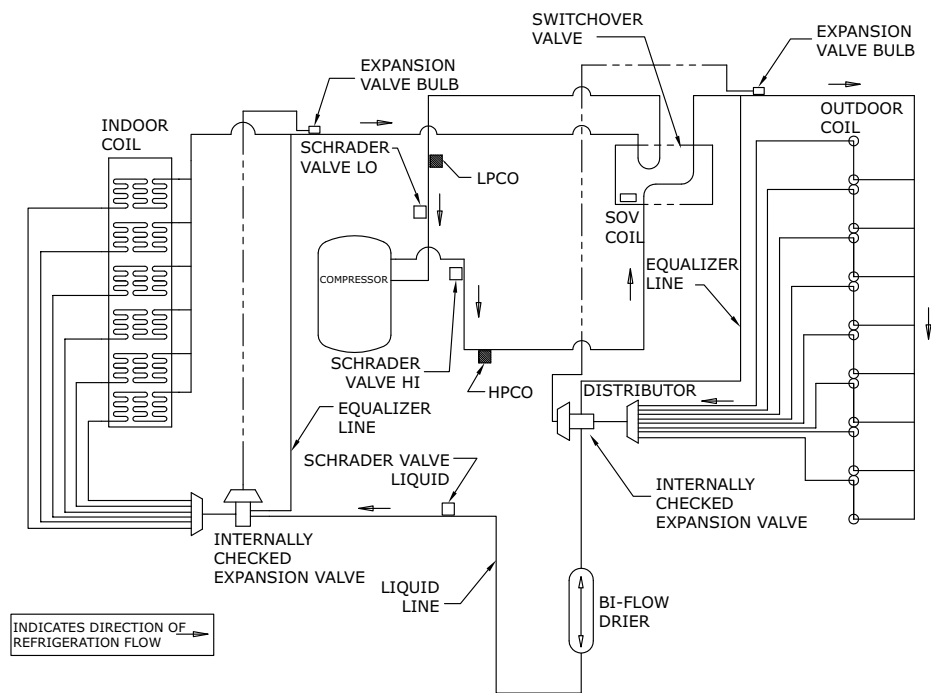 SWITCHOVER
VALVE
EXPANSION
VALVE BULB
EXPANSION
VALVE BULB
INDOOR
COIL
OUTDOOR
COIL
SCHRADER
VALVE LO
LPCO
SOV
COIL
EQUALIZER
LINE
COMPRESSOR
SCHRADER
VALVE HI
HPCO
DISTRIBUTOR
EQUALIZER
LINE
SCHRADER VALVE
LIQUID
INTERNALLY
CHECKED
EXPANSION VALVE
INTERNALLY
CHECKED
EXPANSION VALVE
LIQUID
LINE
BI-FLOW
DRIER
INDICATES DIRECTION OF
REFRIGERATION FLOW